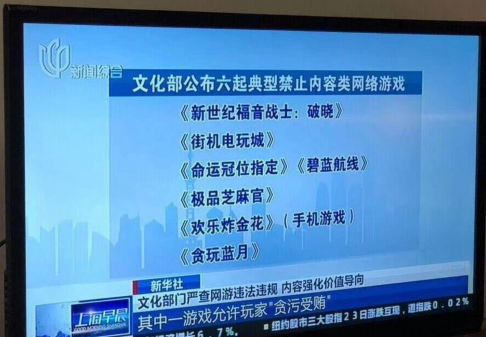 新闻综合
文化部公布六起典型禁止内容类网络游戏
《新世纪福音战士：破晓》
《街机电玩城》
《命运冠位指定》《碧蓝航线》
《极品芝麻官》
《欢乐炸金花》（手机游戏）
《贪玩蓝月》
新华社
文化部门严查网游违法违规 内容强化价值导向
上海早晨
其中一游戏允许玩家“贪污受贿”
增长6.7%。
纽约股市三大股指23日涨跌互现，道指跌0.02%